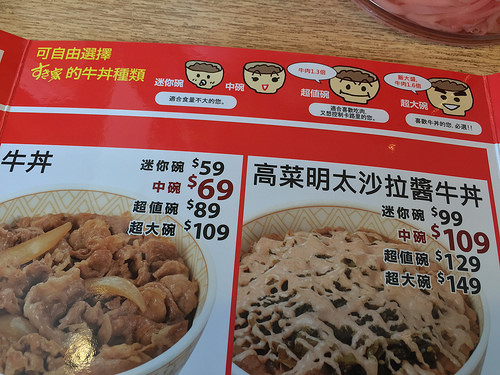 可自由選擇
すき家的牛丼種類
迷你碗
適合食量不大的您。
中碗
牛肉1.3倍
超值碗
適合喜歡吃肉
又想控制卡路里的您。
飯大盛,
牛肉1.6倍
超大碗
喜歡牛丼的您,必選!!
牛丼
迷你碗 $59
中碗 $69
超值碗 $89
超大碗 $109
高菜明太沙拉醬牛丼
迷你碗 $99
中碗 $109
超值碗 $129
超大碗 $149